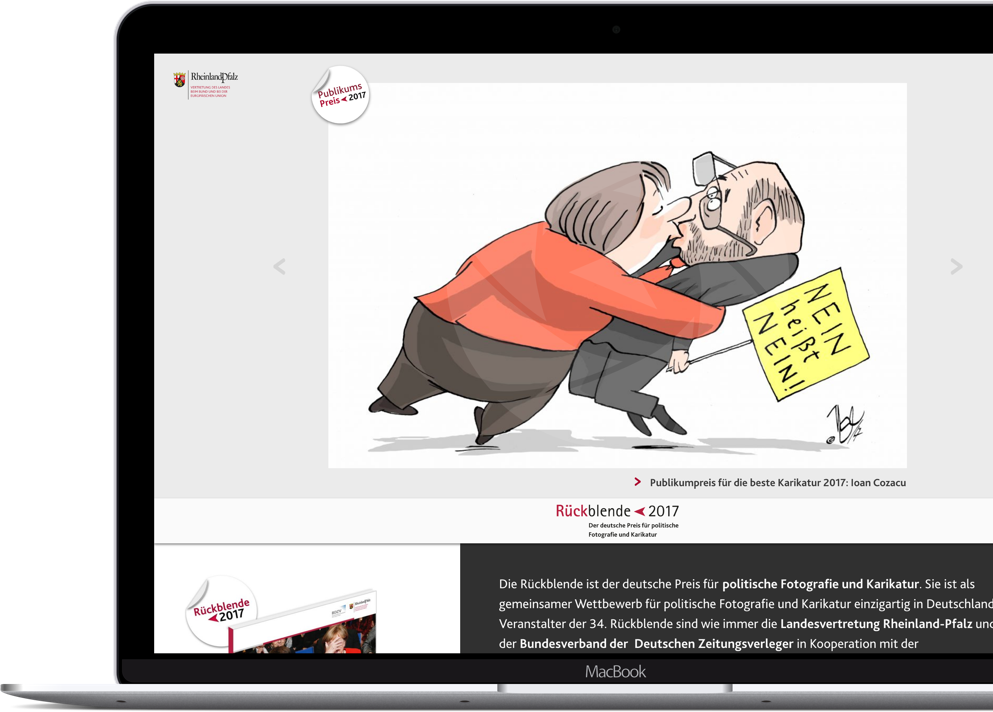 RheinlandPfalz
VERTRETUNG DES LANDES
BEIM BUND UND BEI DER
EUROPÄISCHEN UNION
Publikums
Preis 2017
NEIN
heißt
NEIN!
Publikumpreis für die beste Karikatur 2017: Ioan Cozacu
Rückblende 2017
Der deutsche Preis für politische
Fotografie und Karikatur
Rückblende
2017
Die Rückblende ist der deutsche Preis für politische Fotografie und Karikatur. Sie ist als
gemeinsamer Wettbewerb für politische Fotografie und Karikatur einzigartig in Deutschland
Veranstalter der 34. Rückblende sind wie immer die Landesvertretung Rheinland-Pfalz und
der Bundesverband der Deutschen Zeitungsverleger in Kooperation mit der
MacBook